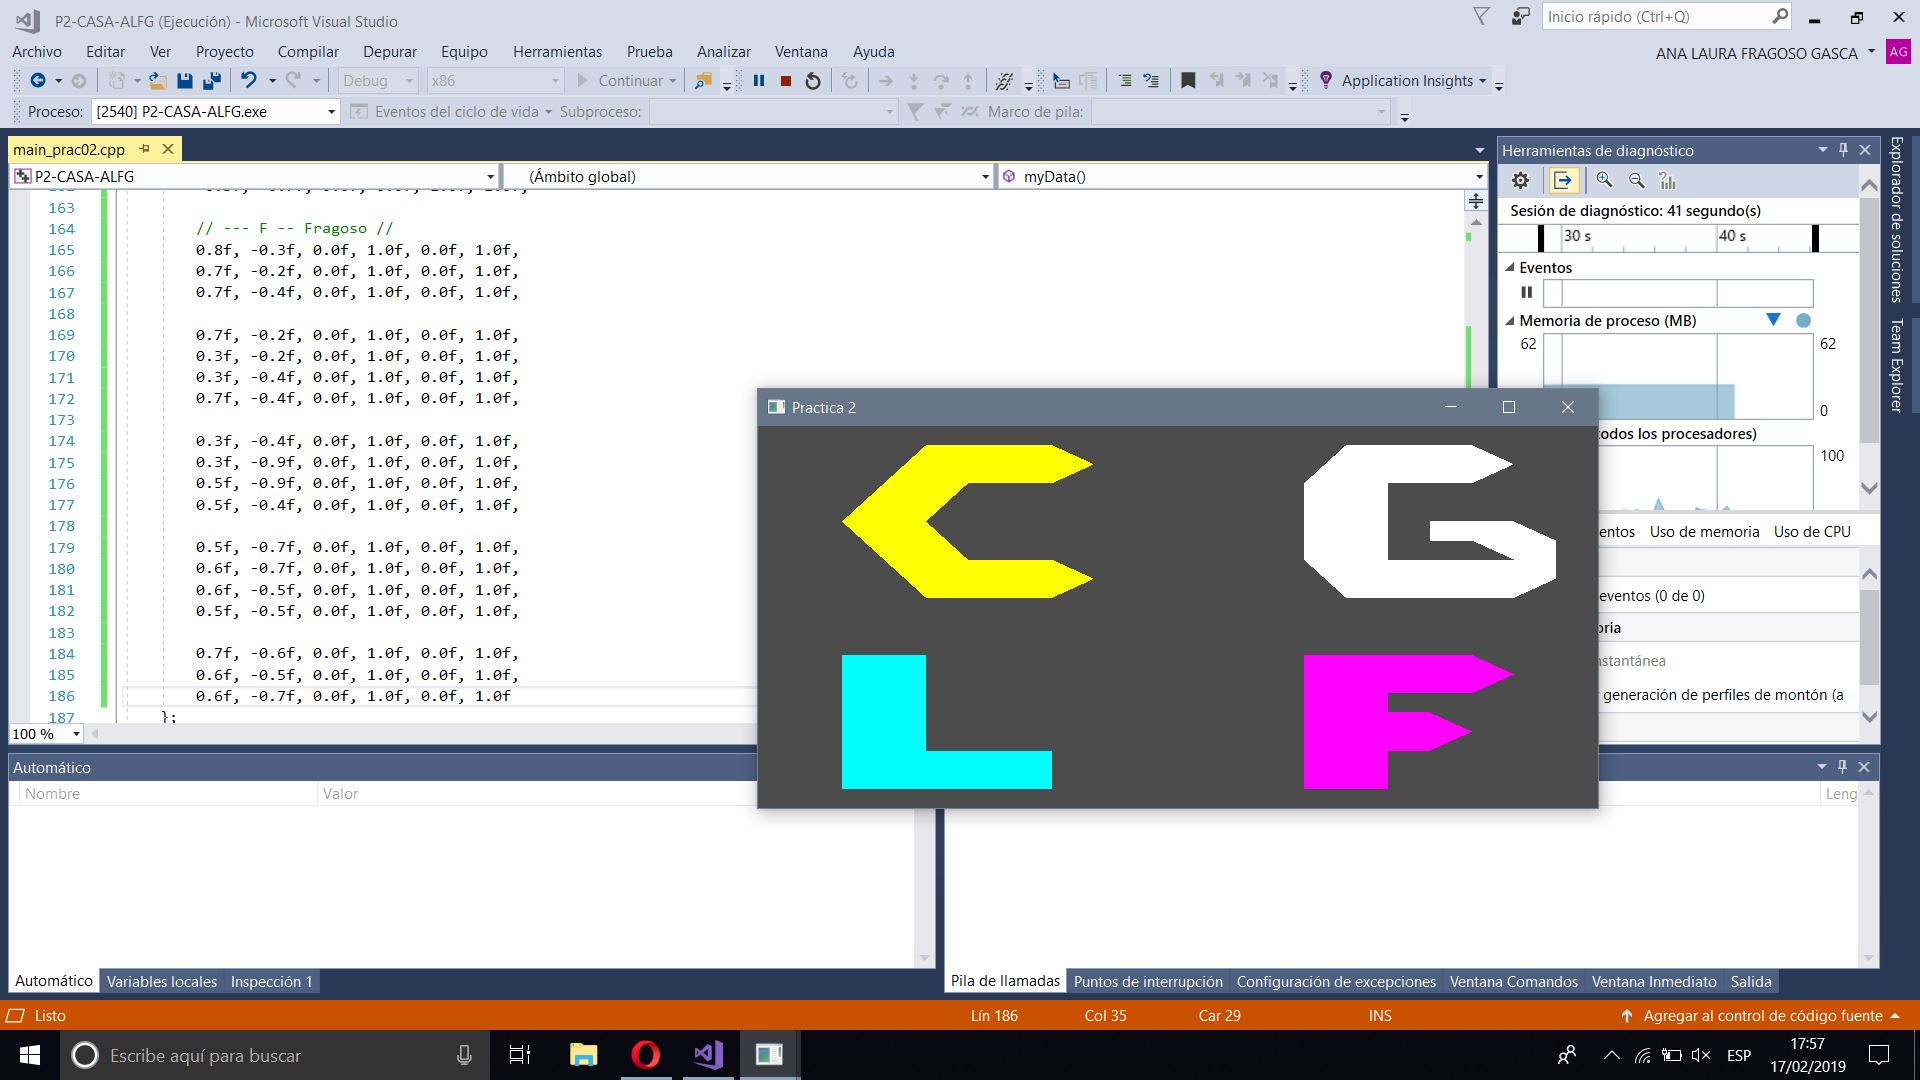 P2-CASA-ALFG (Ejecución) - Microsoft Visual Studio
Inicio rápido (Ctrl+Q)
Archivo Editar Ver Proyecto Compilar Depurar Equipo Herramientas Prueba Analizar Ventana Ayuda
ANA LAURA FRAGOSO GASCA AG
Debug x86 Continuar Application Insights
Proceso: [2540] P2-CASA-ALFG.exe Eventos del ciclo de vida Subproceso: Marco de pila:
main_prac02.cpp
P2-CASA-ALFG (Ámbito global) myData()
163
164 // --- F -- Fragoso //
165 0.8f, -0.3f, 0.0f, 1.0f, 0.0f, 1.0f,
166 0.7f, -0.2f, 0.0f, 1.0f, 0.0f, 1.0f,
167 0.7f, -0.4f, 0.0f, 1.0f, 0.0f, 1.0f,
168
169 0.7f, -0.2f, 0.0f, 1.0f, 0.0f, 1.0f,
170 0.3f, -0.2f, 0.0f, 1.0f, 0.0f, 1.0f,
171 0.3f, -0.4f, 0.0f, 1.0f, 0.0f, 1.0f,
172 0.7f, -0.4f, 0.0f, 1.0f, 0.0f, 1.0f,
173
174 0.3f, -0.4f, 0.0f, 1.0f, 0.0f, 1.0f,
175 0.3f, -0.9f, 0.0f, 1.0f, 0.0f, 1.0f,
176 0.5f, -0.9f, 0.0f, 1.0f, 0.0f, 1.0f,
177 0.5f, -0.4f, 0.0f, 1.0f, 0.0f, 1.0f,
178
179 0.5f, -0.7f, 0.0f, 1.0f, 0.0f, 1.0f,
180 0.6f, -0.7f, 0.0f, 1.0f, 0.0f, 1.0f,
181 0.6f, -0.5f, 0.0f, 1.0f, 0.0f, 1.0f,
182 0.5f, -0.5f, 0.0f, 1.0f, 0.0f, 1.0f,
183
184 0.7f, -0.6f, 0.0f, 1.0f, 0.0f, 1.0f,
185 0.6f, -0.5f, 0.0f, 1.0f, 0.0f, 1.0f,
186 0.6f, -0.7f, 0.0f, 1.0f, 0.0f, 1.0f
187 };
100 %
Practica 2
C G
L F
Herramientas de diagnóstico
Sesión de diagnóstico: 41 segundo(s)
30 s 40 s
Eventos
Memoria de proceso (MB)
62 62
0
todos los procesadores)
100
entos Uso de memoria Uso de CPU
eventos (0 de 0)
oria
nstantánea
generación de perfiles de montón (a
Explorador de soluciones
Team Explorer
Automático
Nombre Valor
Leng
Automático Variables locales Inspección 1
Pila de llamadas Puntos de interrupción Configuración de excepciones Ventana Comandos Ventana Inmediato Salida
Listo Lín 186 Col 35 Car 29 INS Agregar al control de código fuente
Escribe aquí para buscar
ESP
17:57
17/02/2019